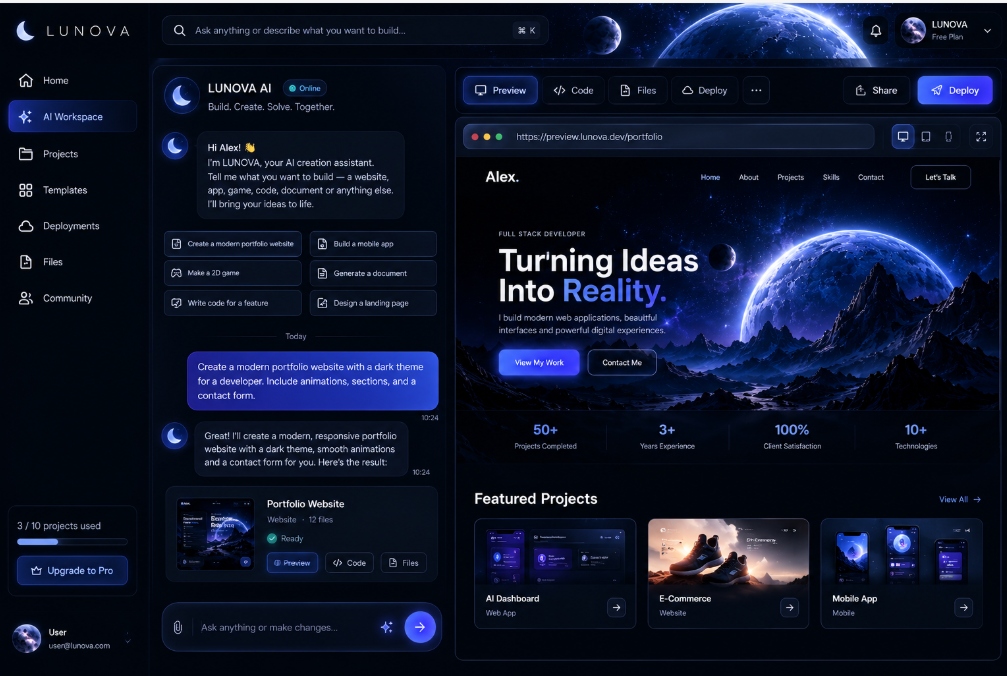 LUNOVA
Ask anything or describe what you want to build...
⌘ K
LUNOVA
Free Plan
Home
AI Workspace
Projects
Templates
Deployments
Files
Community
3 / 10 projects used
Upgrade to Pro
User
user@lunova.com
LUNOVA AI
Online
Build. Create. Solve. Together.
Hi Alex! 👋
I'm LUNOVA, your AI creation assistant.
Tell me what you want to build — a website,
app, game, code, document or anything else.
I'll bring your ideas to life.
Create a modern portfolio website
Build a mobile app
Make a 2D game
Generate a document
Write code for a feature
Design a landing page
Today
Create a modern portfolio website with a dark theme
for a developer. Include animations, sections, and a
contact form.
10:24
Great! I'll create a modern, responsive portfolio
website with a dark theme, smooth animations
and a contact form for you. Here's the result:
10:24
Portfolio Website
Website · 12 files
Ready
Preview
Code
Files
Ask anything or make changes...
Preview
Code
Files
Deploy
Share
Deploy
https://preview.lunova.dev/portfolio
Alex.
Home
About
Projects
Skills
Contact
Let's Talk
FULL STACK DEVELOPER
Turning Ideas
Into Reality.
I build modern web applications, beautiful
interfaces and powerful digital experiences.
View My Work
Contact Me
50+
Projects Completed
3+
Years Experience
100%
Client Satisfaction
10+
Technologies
Featured Projects
View All
AI Dashboard
Web App
E-Commerce
Website
Mobile App
Mobile